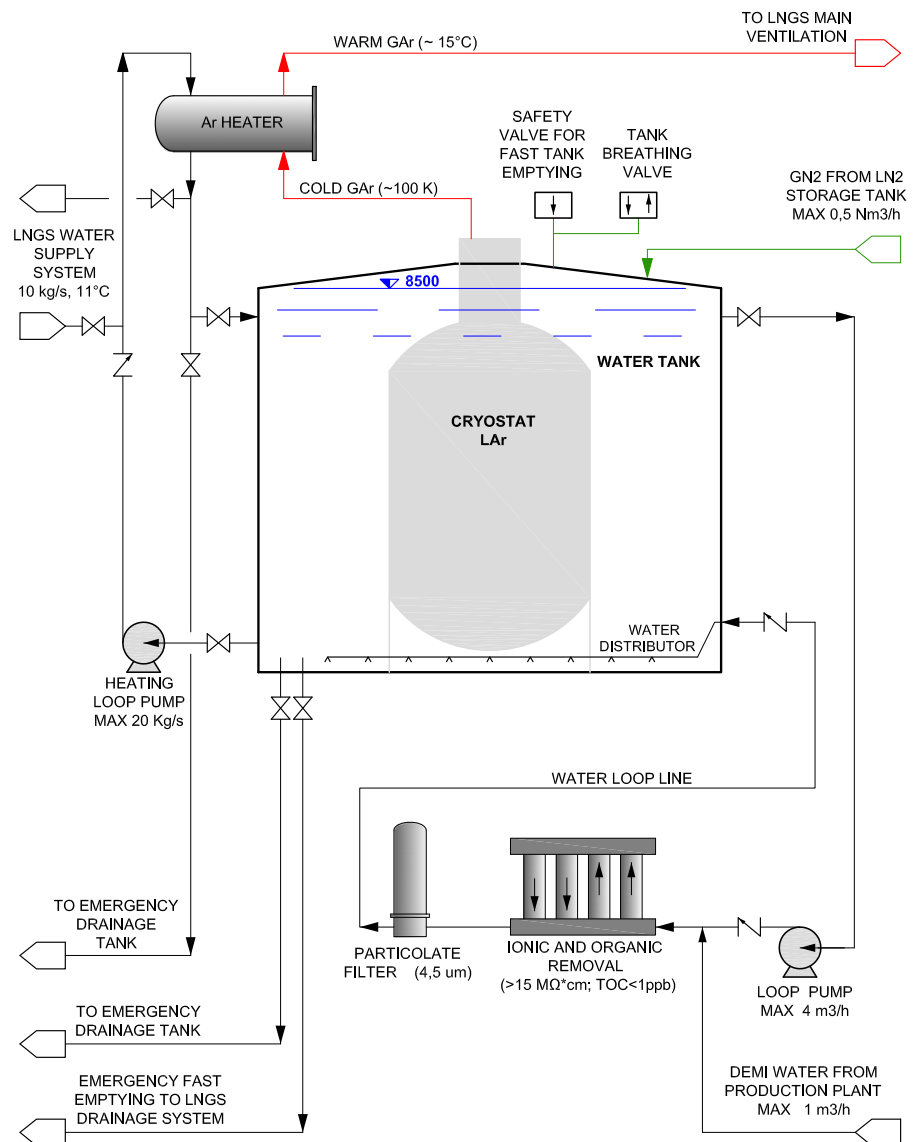 TO LNGS MAIN
VENTILATION
WARM GAr (~ 15°C)
Ar HEATER
SAFETY
VALVE FOR
FAST TANK
EMPTYING
TANK
BREATHING
VALVE
GN2 FROM LN2
STORAGE TANK
MAX 0,5 Nm3/h
COLD GAr (~100 K)
LNGS WATER
SUPPLY
SYSTEM
10 kg/s, 11°C
8500
WATER TANK
CRYOSTAT
LAr
WATER
DISTRIBUTOR
HEATING
LOOP PUMP
MAX 20 Kg/s
WATER LOOP LINE
TO EMERGENCY
DRAINAGE
TANK
PARTICOLATE
FILTER (4,5 um)
IONIC AND ORGANIC
REMOVAL
(>15 MΩ*cm; TOC<1ppb)
LOOP PUMP
MAX 4 m3/h
TO EMERGENCY
DRAINAGE TANK
EMERGENCY FAST
EMPTYING TO LNGS
DRAINAGE SYSTEM
DEMI WATER FROM
PRODUCTION PLANT
MAX 1 m3/h